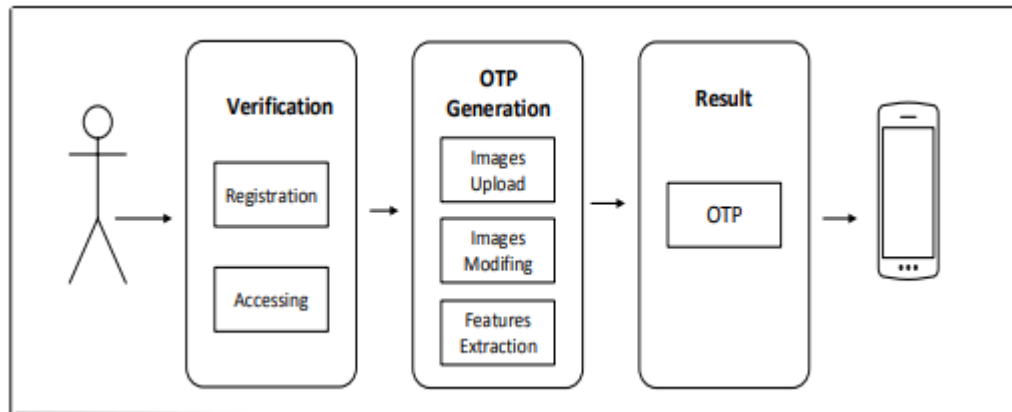 Verification
Registration
Accessing
OTP
Generation
Images
Upload
Images
Modifing
Features
Extraction
Result
OTP